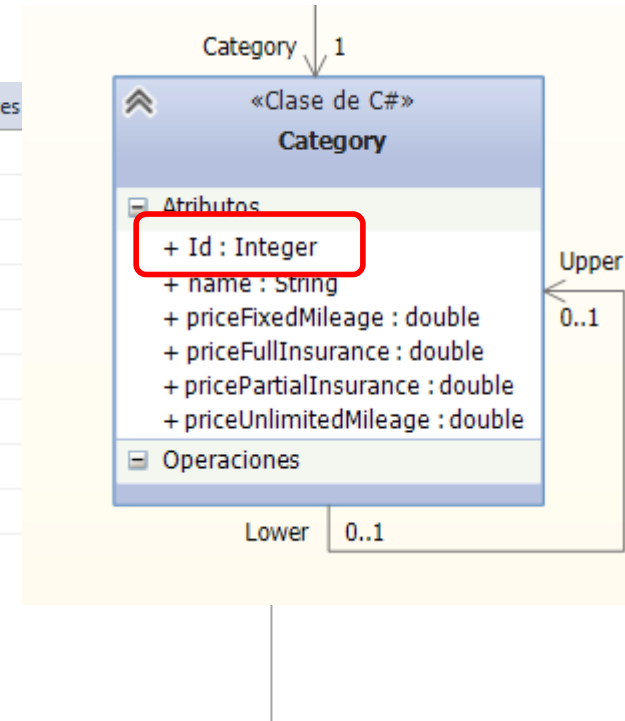 Category 1
es
«Clase de C#»
Category
Atributos
+ Id : Integer
+ name : String
+ priceFixedMileage : double
+ priceFullInsurance : double
+ pricePartialInsurance : double
+ priceUnlimitedMileage : double
Operaciones
Upper
0..1
Lower 0..1